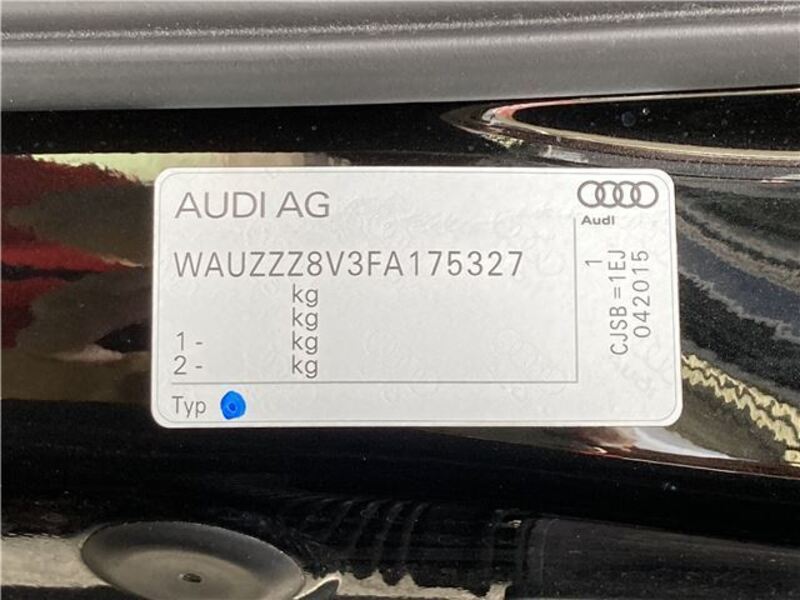 AUDI AG
Audi
WAUZZZ8V3FA175327
kg
kg
1 - kg
2 - kg
Typ
1
CJSB = 1EJ
042015